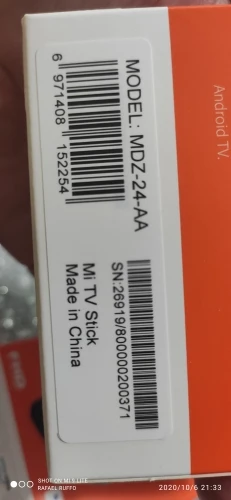 Android TV.
MODEL: MDZ-24-AA
6 971408 152254
SN:26919/800000200371
Mi TV Stick
Made in China
SHOT ON MI 9 LITE
RAFAEL RUFFO
2020/10/6 21:33